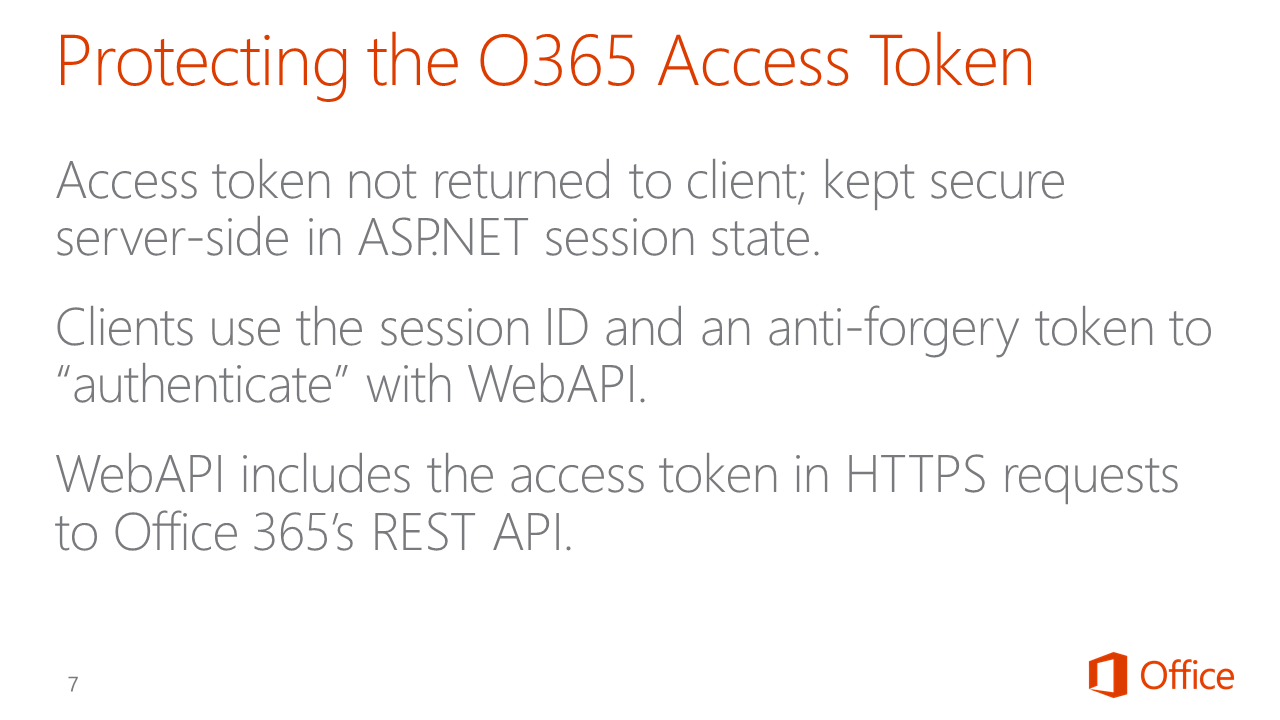 Protecting the O365 Access Token
Access token not returned to client; kept secure
server-side in ASP.NET session state.
Clients use the session ID and an anti-forgery token to
“authenticate” with WebAPI.
WebAPI includes the access token in HTTPS requests
to Office 365’s REST API.
7
Office